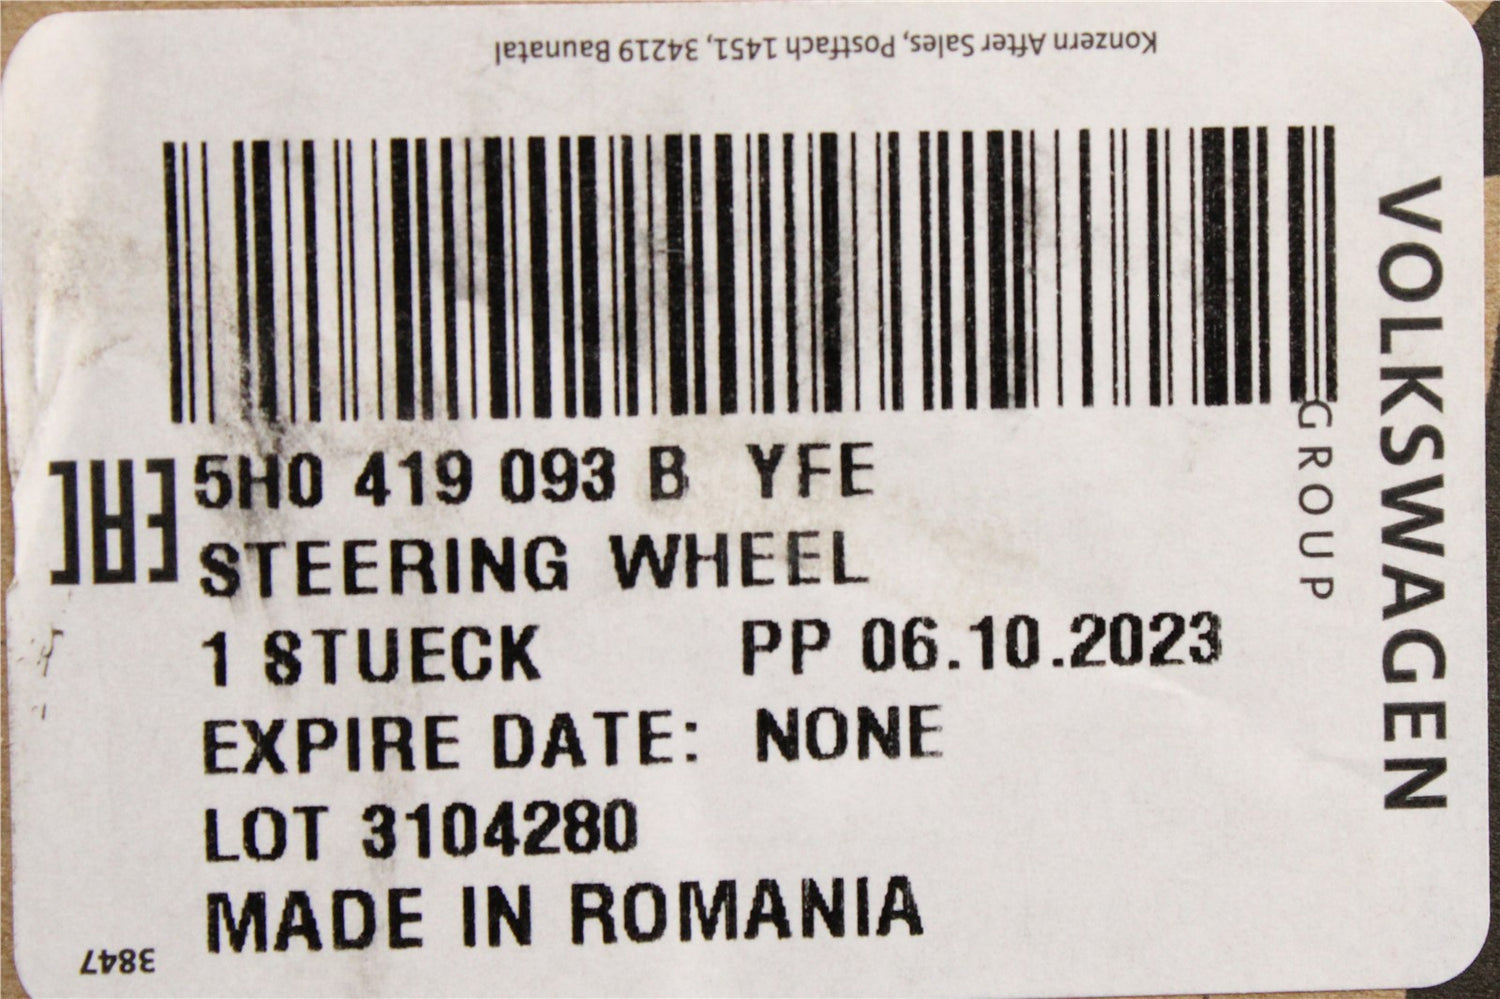 Konzern After Sales, Postfach 1451, 34219 Baunatal
5H0 419 093 B YFE
STEERING WHEEL
1 STUECK PP 06.10.2023
EXPIRE DATE: NONE
LOT 3104280
MADE IN ROMANIA
3847
VOLKSWAGEN
GROUP
EAC